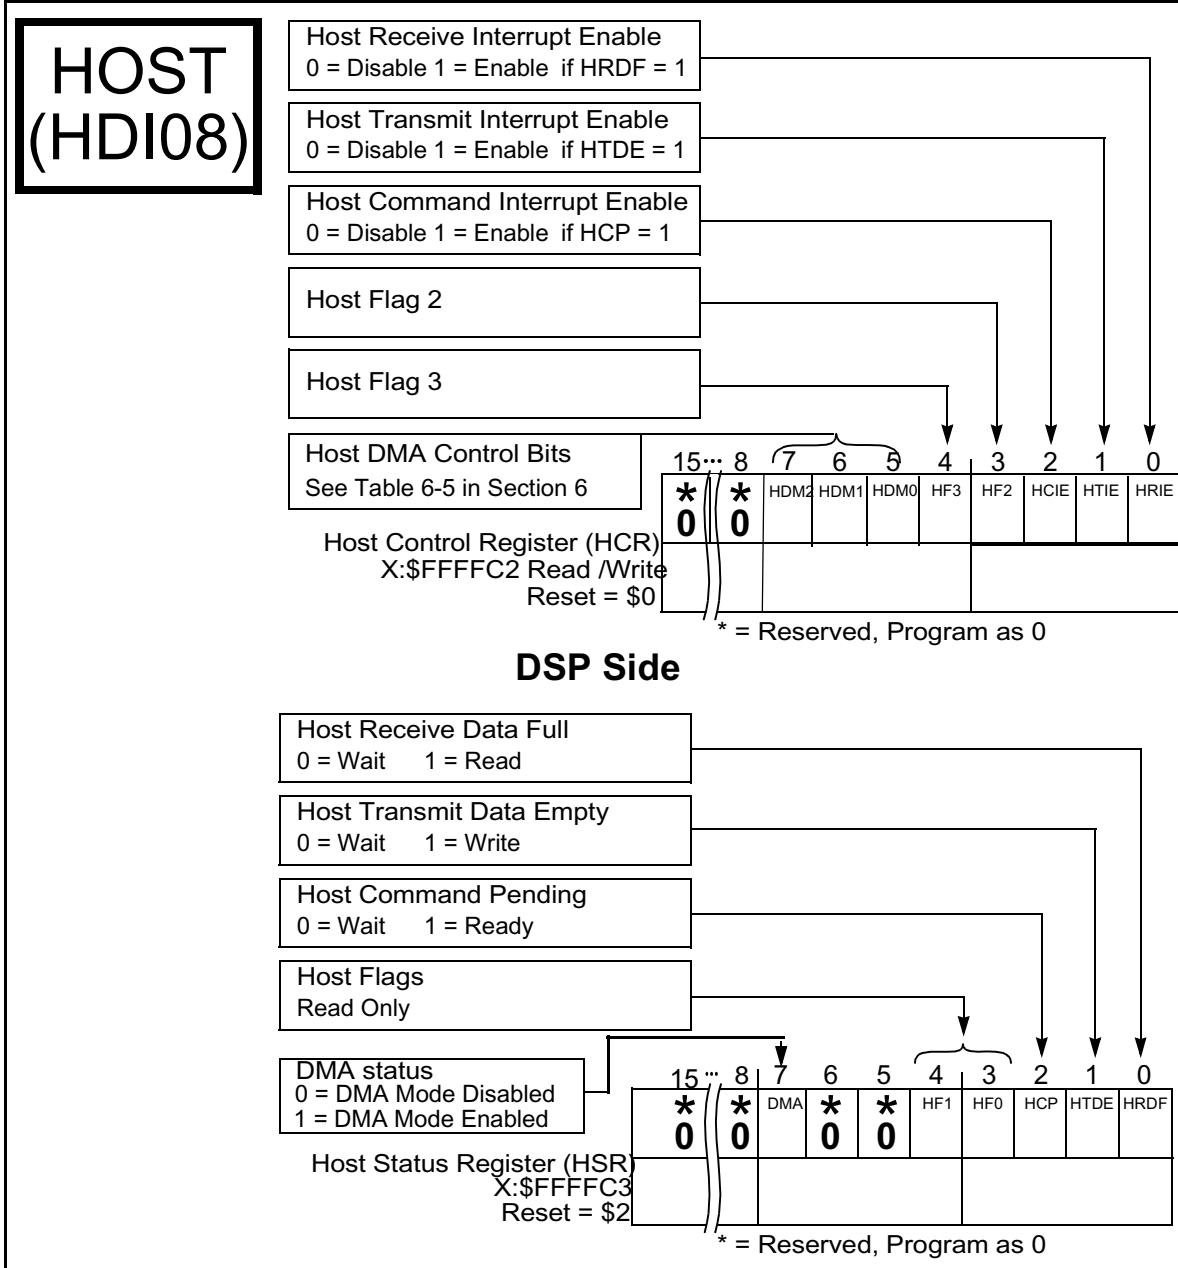 HOST
(HDI08)
Host Receive Interrupt Enable
0 = Disable 1 = Enable if HRDF = 1
Host Transmit Interrupt Enable
0 = Disable 1 = Enable if HTDE = 1
Host Command Interrupt Enable
0 = Disable 1 = Enable if HCP = 1
Host Flag 2
Host Flag 3
Host DMA Control Bits
See Table 6-5 in Section 6
15 ... 8 7 6 5 4 3 2 1 0
* * HDM2 HDM1 HDM0 HF3 HF2 HCIE HTIE HRIE
0 0
Host Control Register (HCR)
X:$FFFFC2 Read /Write
Reset = $0
* = Reserved, Program as 0
DSP Side
Host Receive Data Full
0 = Wait 1 = Read
Host Transmit Data Empty
0 = Wait 1 = Write
Host Command Pending
0 = Wait 1 = Ready
Host Flags
Read Only
DMA status
0 = DMA Mode Disabled
1 = DMA Mode Enabled
15 ... 8 7 6 5 4 3 2 1 0
* * DMA * * HF1 HF0 HCP HTDE HRDF
0 0 0 0
Host Status Register (HSR)
X:$FFFFC3
Reset = $2
* = Reserved, Program as 0